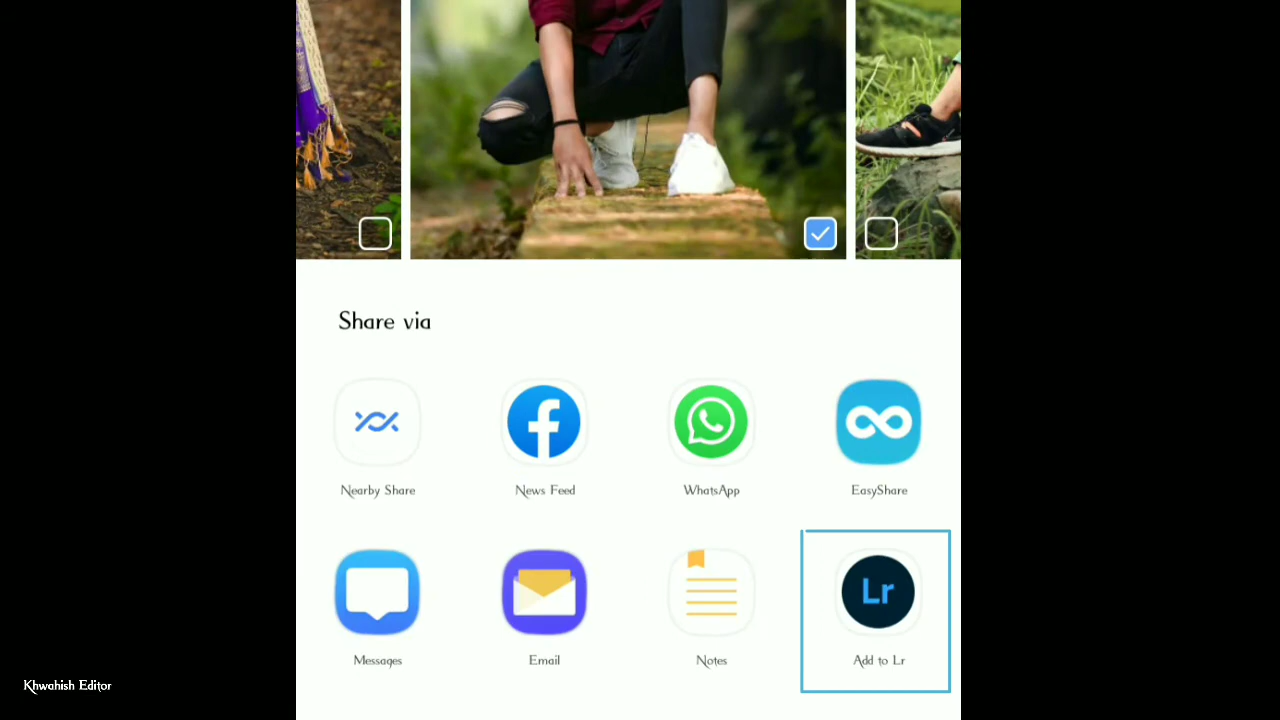 Share via
Nearby Share
News Feed
WhatsApp
EasyShare
Lr
Messages
Email
Notes
Add to Lr
Khwahish Editor